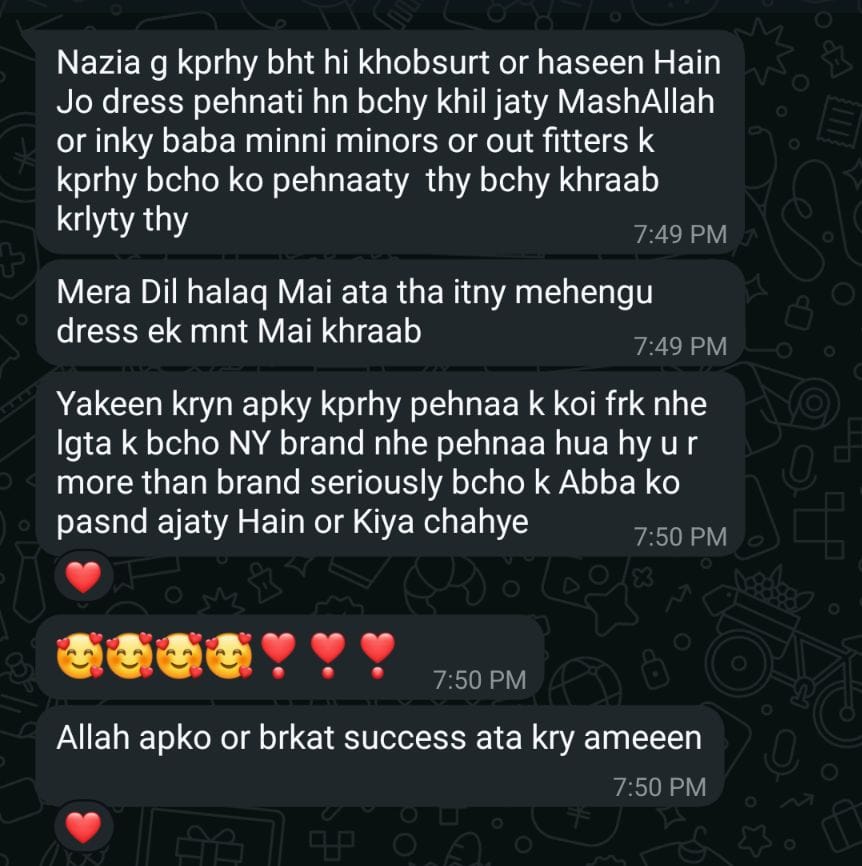 Nazia g kprhy bht hi khobsurt or haseen Hain
Jo dress pehnati hn bchy khil jaty MashAllah
or inky baba minni minors or out fitters k
kprhy bcho ko pehnaaty  thy bchy khraab
krlyty thy
7:49 PM
Mera Dil halaq Mai ata tha itny mehengu
dress ek mnt Mai khraab
7:49 PM
Yakeen kryn apky kprhy pehnaa k koi frk nhe
lgta k bcho NY brand nhe pehnaa hua hy u r
more than brand seriously bcho k Abba ko
pasnd ajaty Hain or Kiya chahye
7:50 PM
❤️
🥰🥰🥰🥰❣️❣️❣️
7:50 PM
Allah apko or brkat success ata kry ameeen
7:50 PM
❤️